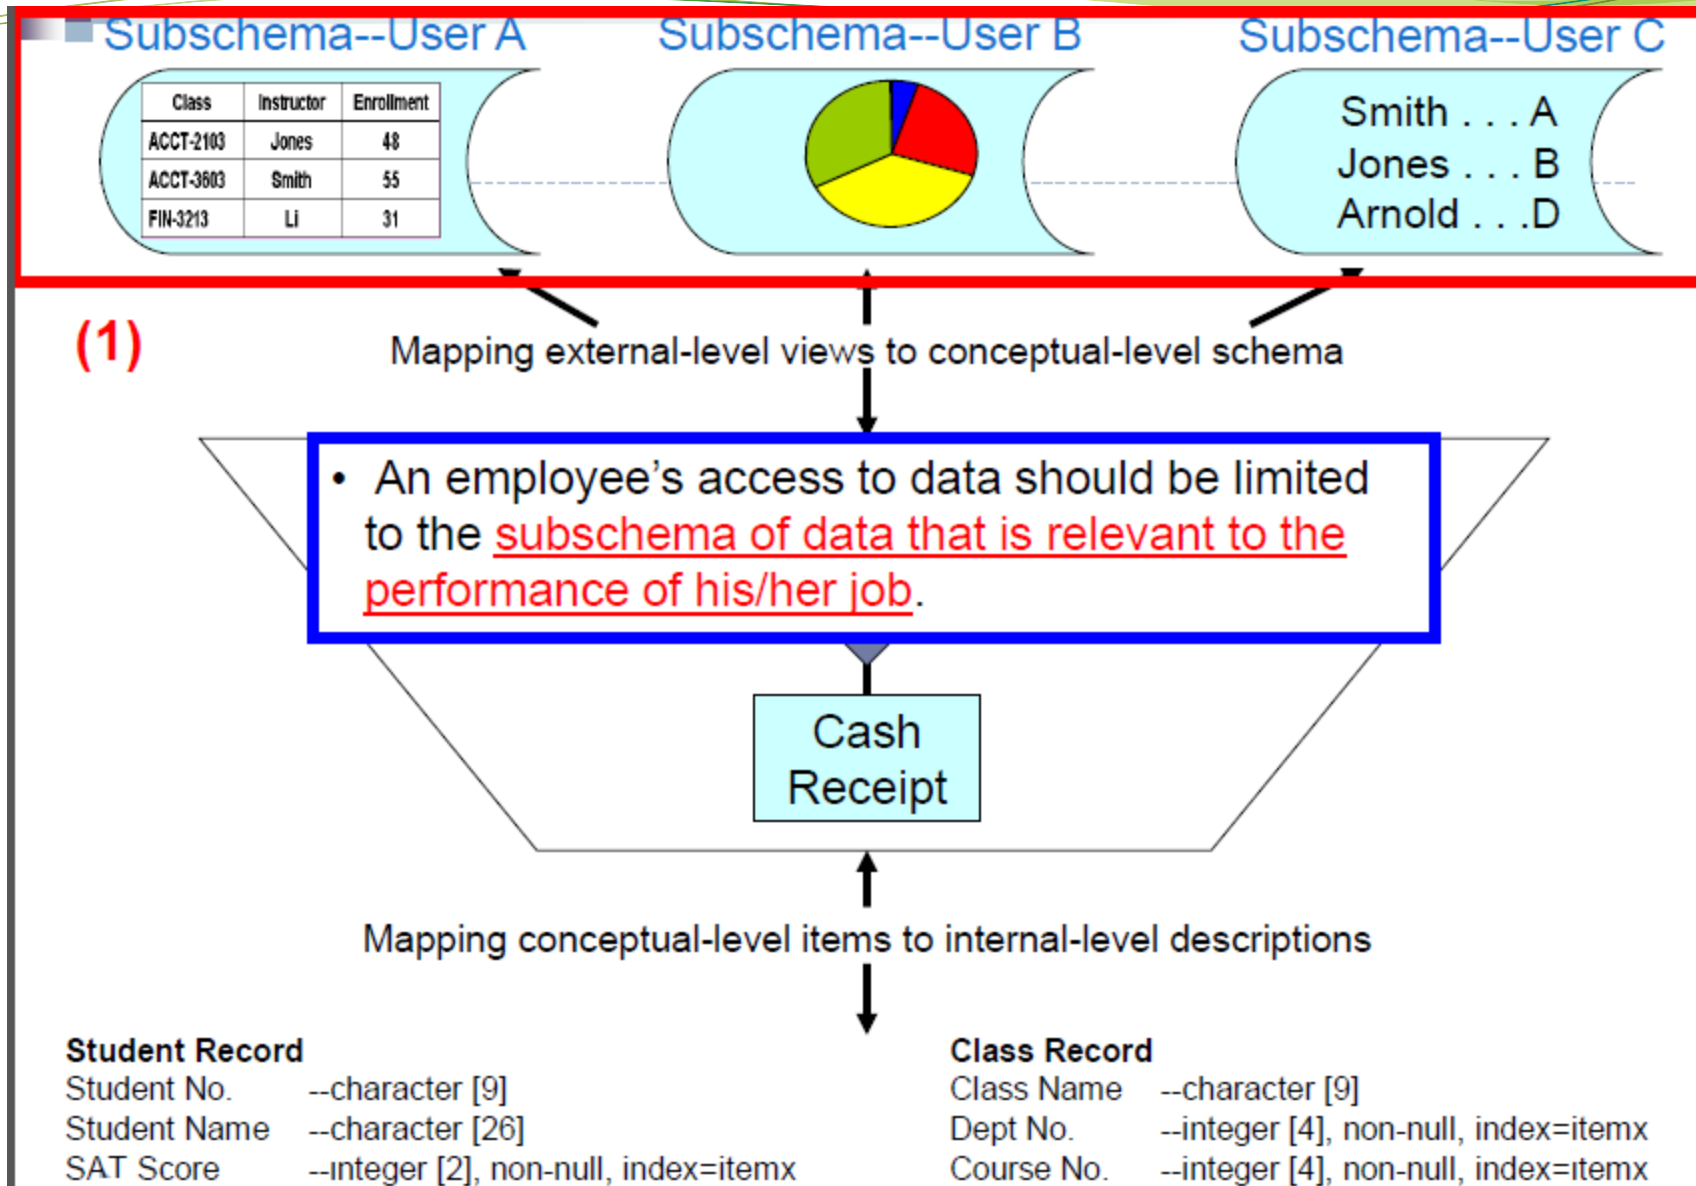 Subschema--User A Subschema--User B Subschema--User C
Class Instructor Enrollment
ACCT-2103 Jones 48
ACCT-3603 Smith 55
FIN-3213 Li 31
Smith . . . A
Jones . . . B
Arnold . . .D
(1)
Mapping external-level views to conceptual-level schema
• An employee's access to data should be limited
to the subschema of data that is relevant to the
performance of his/her job.
Cash
Receipt
Mapping conceptual-level items to internal-level descriptions
Student Record
Student No. --character [9]
Student Name --character [26]
SAT Score --integer [2], non-null, index=itemx
Class Record
Class Name --character [9]
Dept No. --integer [4], non-null, index=itemx
Course No. --integer [4], non-null, index=itemx